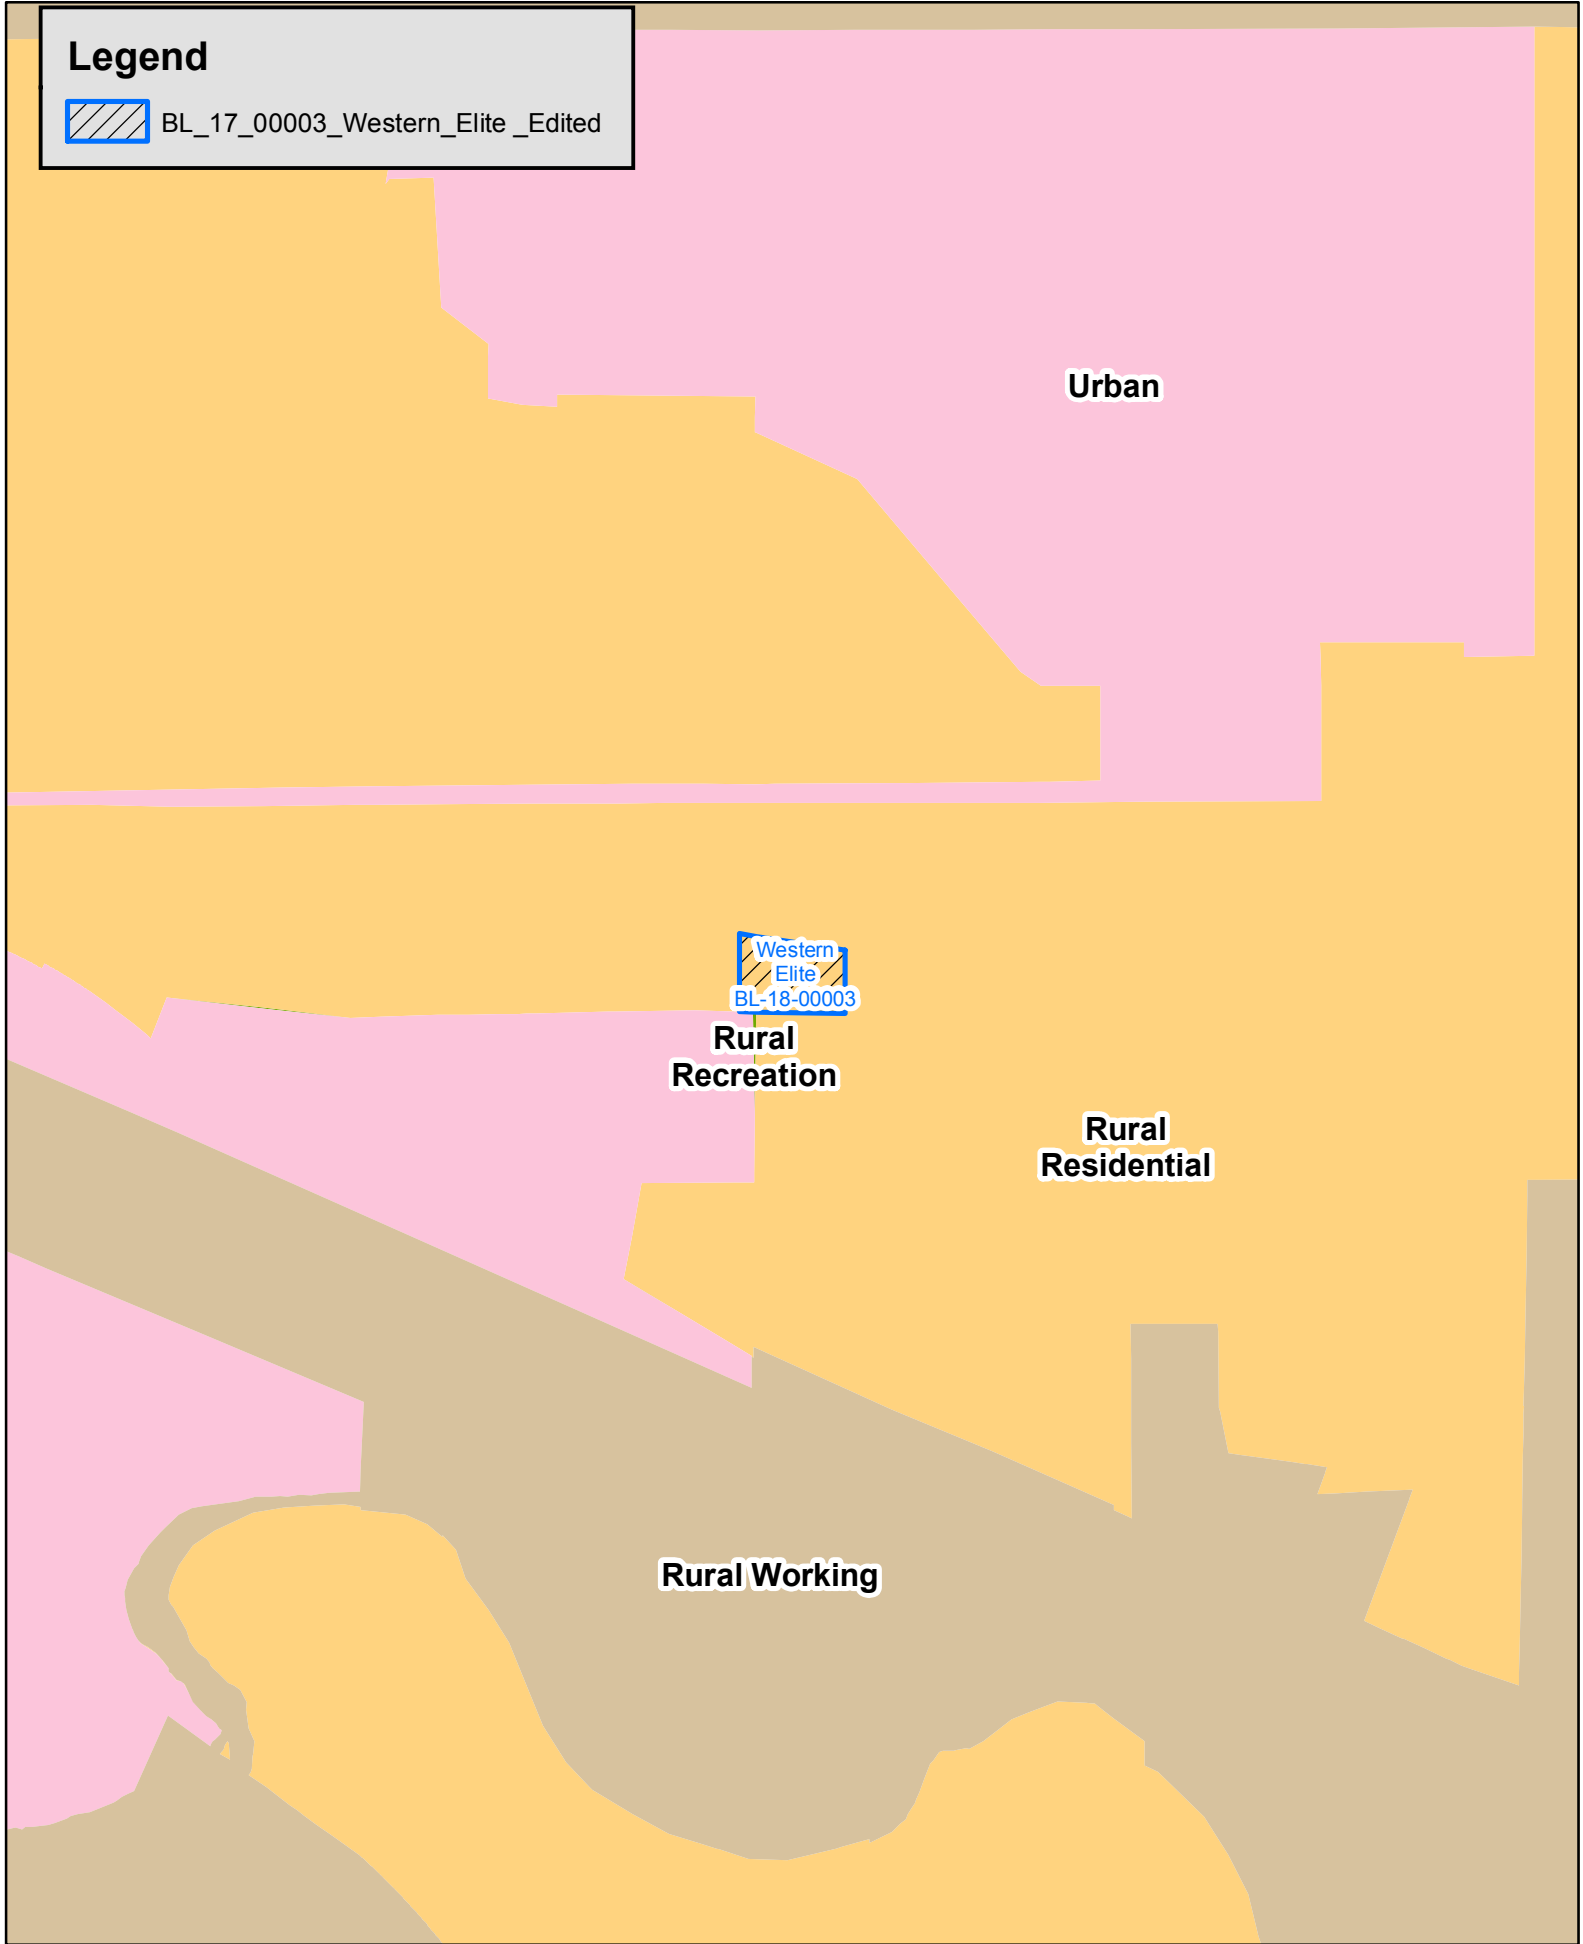 Legend
BL_17_00003_Western_Elite _Edited
Urban
Western
Elite
BL-18-00003
Rural
Recreation
Rural
Residential
Rural Working